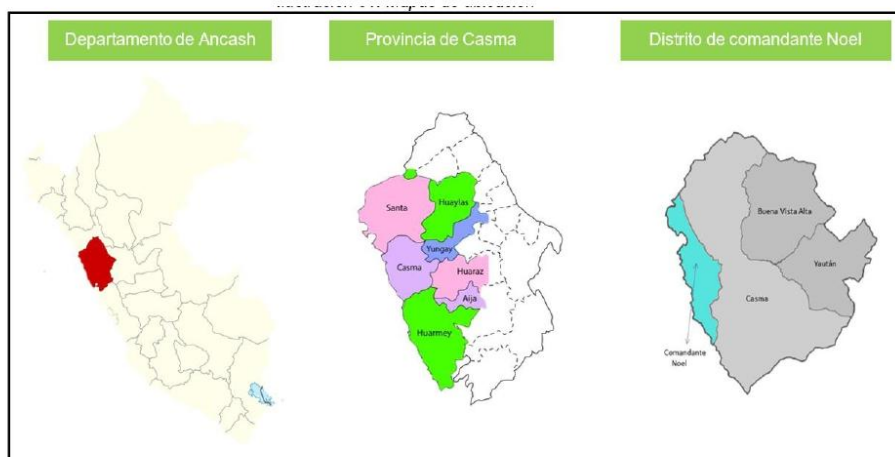 Departamento de Ancash
Provincia de Casma
Distrito de comandante Noel
Santa
Huaylas
Yungay
Casma
Huaraz
Aija
Huarmey
Buena Vista Alta
Yaután
Casma
Comandante
Noel